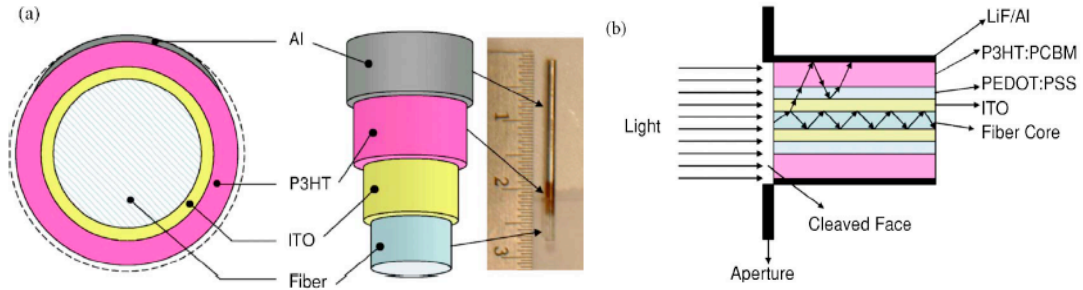 (a)
Al
P3HT
ITO
Fiber
1
2
3
(b)
Light
LiF/Al
P3HT:PCBM
PEDOT:PSS
ITO
Fiber Core
Cleaved Face
Aperture